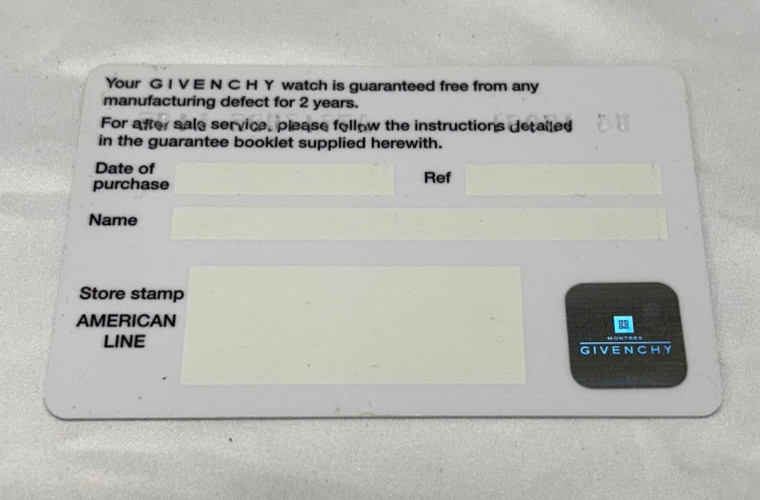 Your GIVENCHY watch is guaranteed free from any
manufacturing defect for 2 years.
For after sale service, please follow the instructions detailed
in the guarantee booklet supplied herewith.
Date of
purchase
Ref
Name
Store stamp
AMERICAN
LINE
MONTRES
GIVENCHY